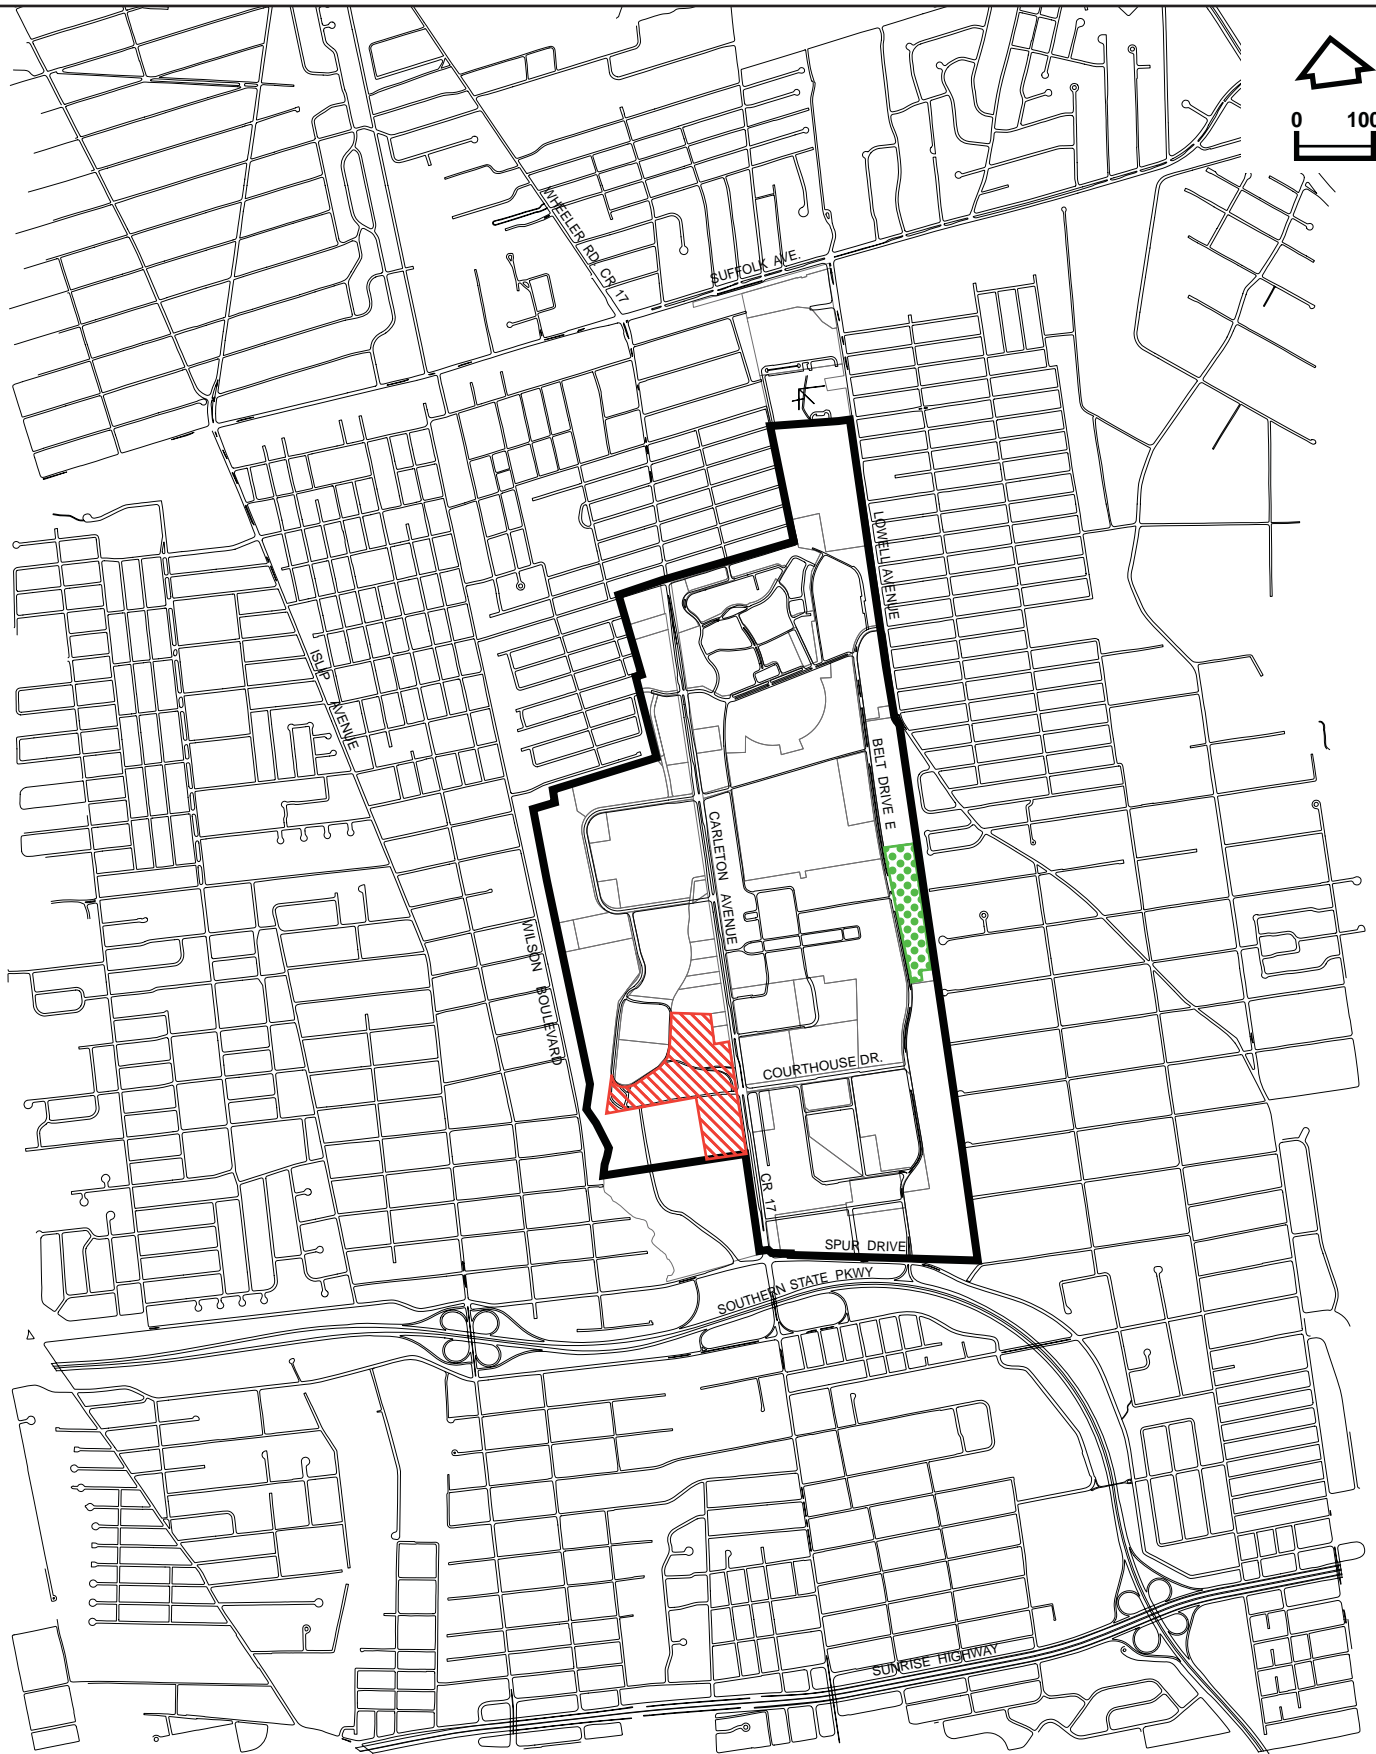 0 100
WHEELER RD. CR 17
SUFFOLK AVE.
LOWELL AVENUE
ISLIP AVENUE
BELT DRIVE E
CARLETON AVENUE
WILSON BOULEVARD
COURTHOUSE DR.
CR 17
SPUR DRIVE
SOUTHERN STATE PKWY
SUNRISE HIGHWAY